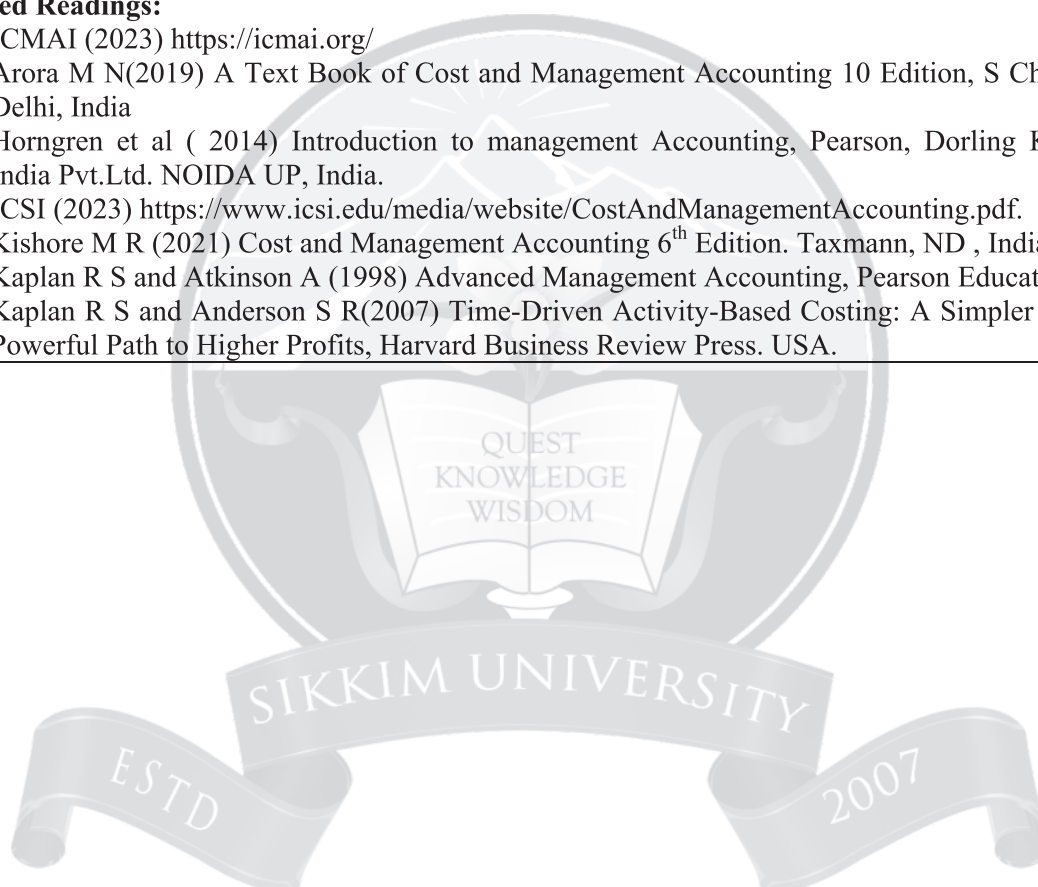 ed Readings:
CMAI (2023) https://icmai.org/
Arora M N(2019) A Text Book of Cost and Management Accounting 10 Edition, S Ch
Delhi, India
Horngren et al ( 2014) Introduction to management Accounting, Pearson, Dorling K
ndia Pvt.Ltd. NOIDA UP, India.
CSI (2023) https://www.icsi.edu/media/website/CostAndManagementAccounting.pdf.
Kishore M R (2021) Cost and Management Accounting 6th Edition. Taxmann, ND , India
Kaplan R S and Atkinson A (1998) Advanced Management Accounting, Pearson Educat
Kaplan R S and Anderson S R(2007) Time-Driven Activity-Based Costing: A Simpler
Powerful Path to Higher Profits, Harvard Business Review Press. USA.
QUEST
KNOWLEDGE
WISDOM
SIKKIM UNIVERSITY
ESTD
2007